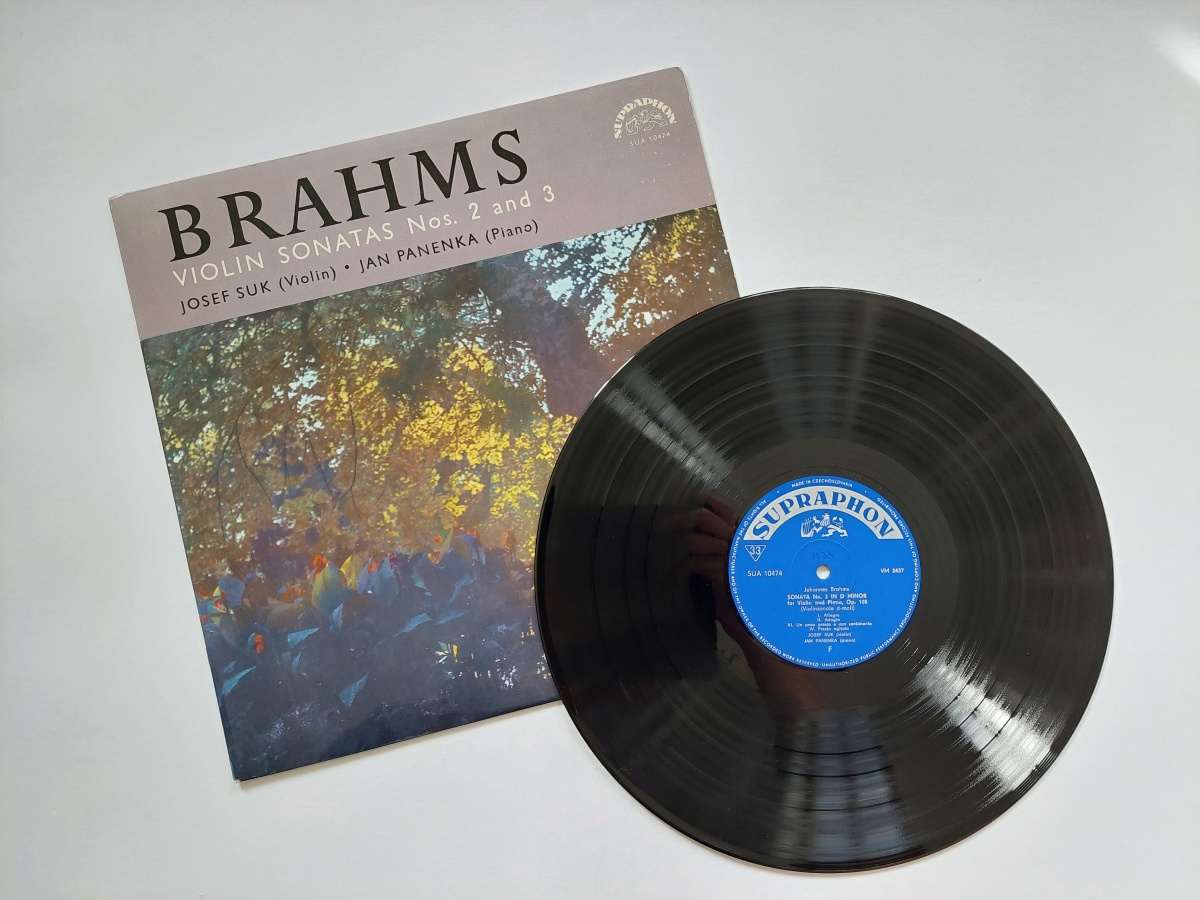 SUPRAPHON
SUA 10474
BRAHMS
VIOLIN SONATAS Nos. 2 and 3
JOSEF SUK (Violin) • JAN PANENKA (Piano)
MADE IN CZECHOSLOVAKIA
SUPRAPHON
33
SUA 10474
Johannes Brahms
SONATA No. 3 IN D MINOR
for Violin and Piano, Op. 108
(Violinsonate d-moll)
I. Allegro
II. Adagio
III. Un poco presto e con sentimento
IV. Presto agitato
JOSEF SUK (violin)
JAN PANENKA (piano)
F